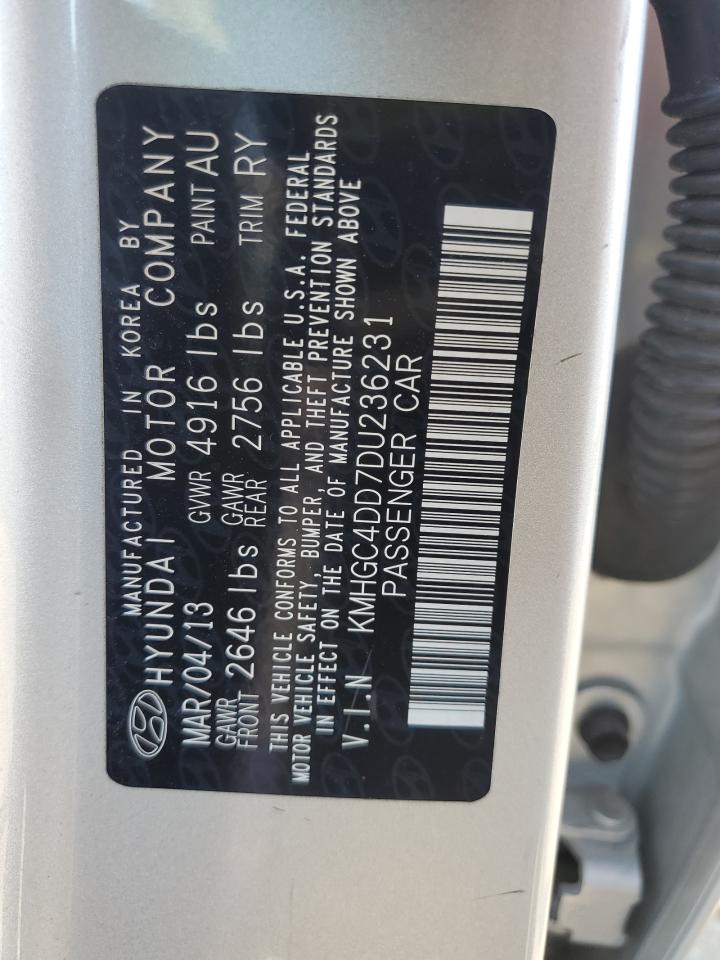 MANUFACTURED IN KOREA BY
HYUNDAI MOTOR COMPANY
MAR/04/13 GVWR 4916 lbs PAINT AU
GAWR FRONT 2646 lbs GAWR REAR 2756 lbs TRIM RY
THIS VEHICLE CONFORMS TO ALL APPLICABLE U.S.A. FEDERAL
MOTOR VEHICLE SAFETY, BUMPER, AND THEFT PREVENTION STANDARDS
IN EFFECT ON THE DATE OF MANUFACTURE SHOWN ABOVE
V.I.N KMHGC4DD7DU236231
PASSENGER CAR